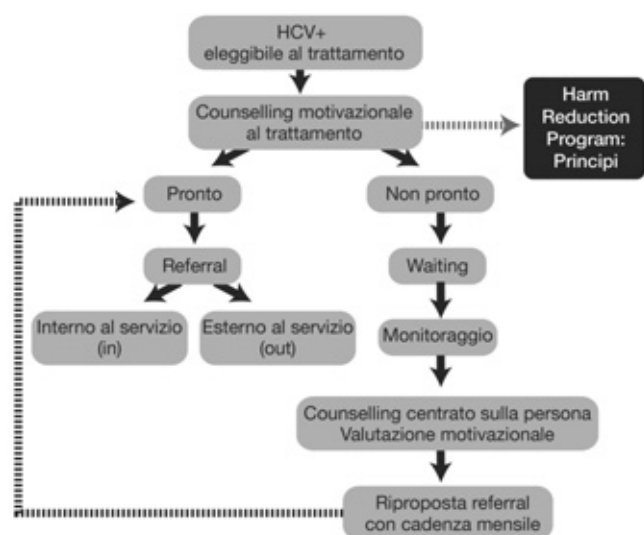 HCV+
eleggibile al trattamento
Counselling motivazionale
al trattamento
Harm
Reduction
Program:
Principi
Pronto
Non pronto
Referral
Waiting
Interno al servizio
(in)
Esterno al servizio
(out)
Monitoraggio
Counselling centrato sulla persona
Valutazione motivazionale
Riproposta referral
con cadenza mensile